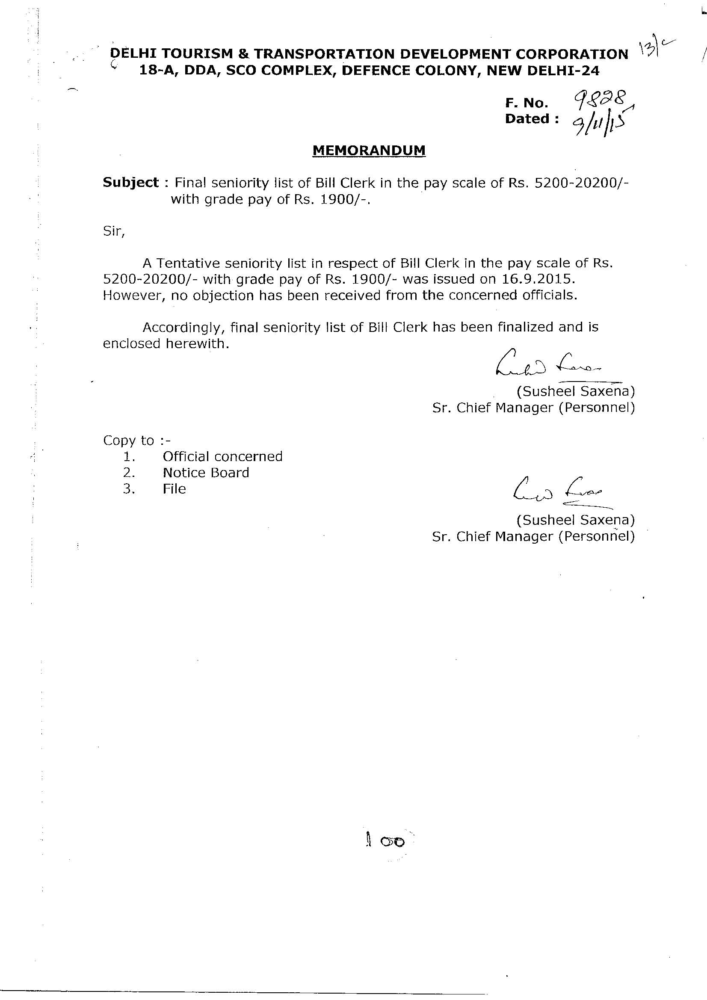 13/c
DELHI TOURISM & TRANSPORTATION DEVELOPMENT CORPORATION
18-A, DDA, SCO COMPLEX, DEFENCE COLONY, NEW DELHI-24
F. No. 9828
Dated : 9/11/15
MEMORANDUM
Subject : Final seniority list of Bill Clerk in the pay scale of Rs. 5200-20200/-
with grade pay of Rs. 1900/-.
Sir,
A Tentative seniority list in respect of Bill Clerk in the pay scale of Rs.
5200-20200/- with grade pay of Rs. 1900/- was issued on 16.9.2015.
However, no objection has been received from the concerned officials.
Accordingly, final seniority list of Bill Clerk has been finalized and is
enclosed herewith.
(Susheel Saxena)
Sr. Chief Manager (Personnel)
Copy to :-
1. Official concerned
2. Notice Board
3. File
(Susheel Saxena)
Sr. Chief Manager (Personnel)
100